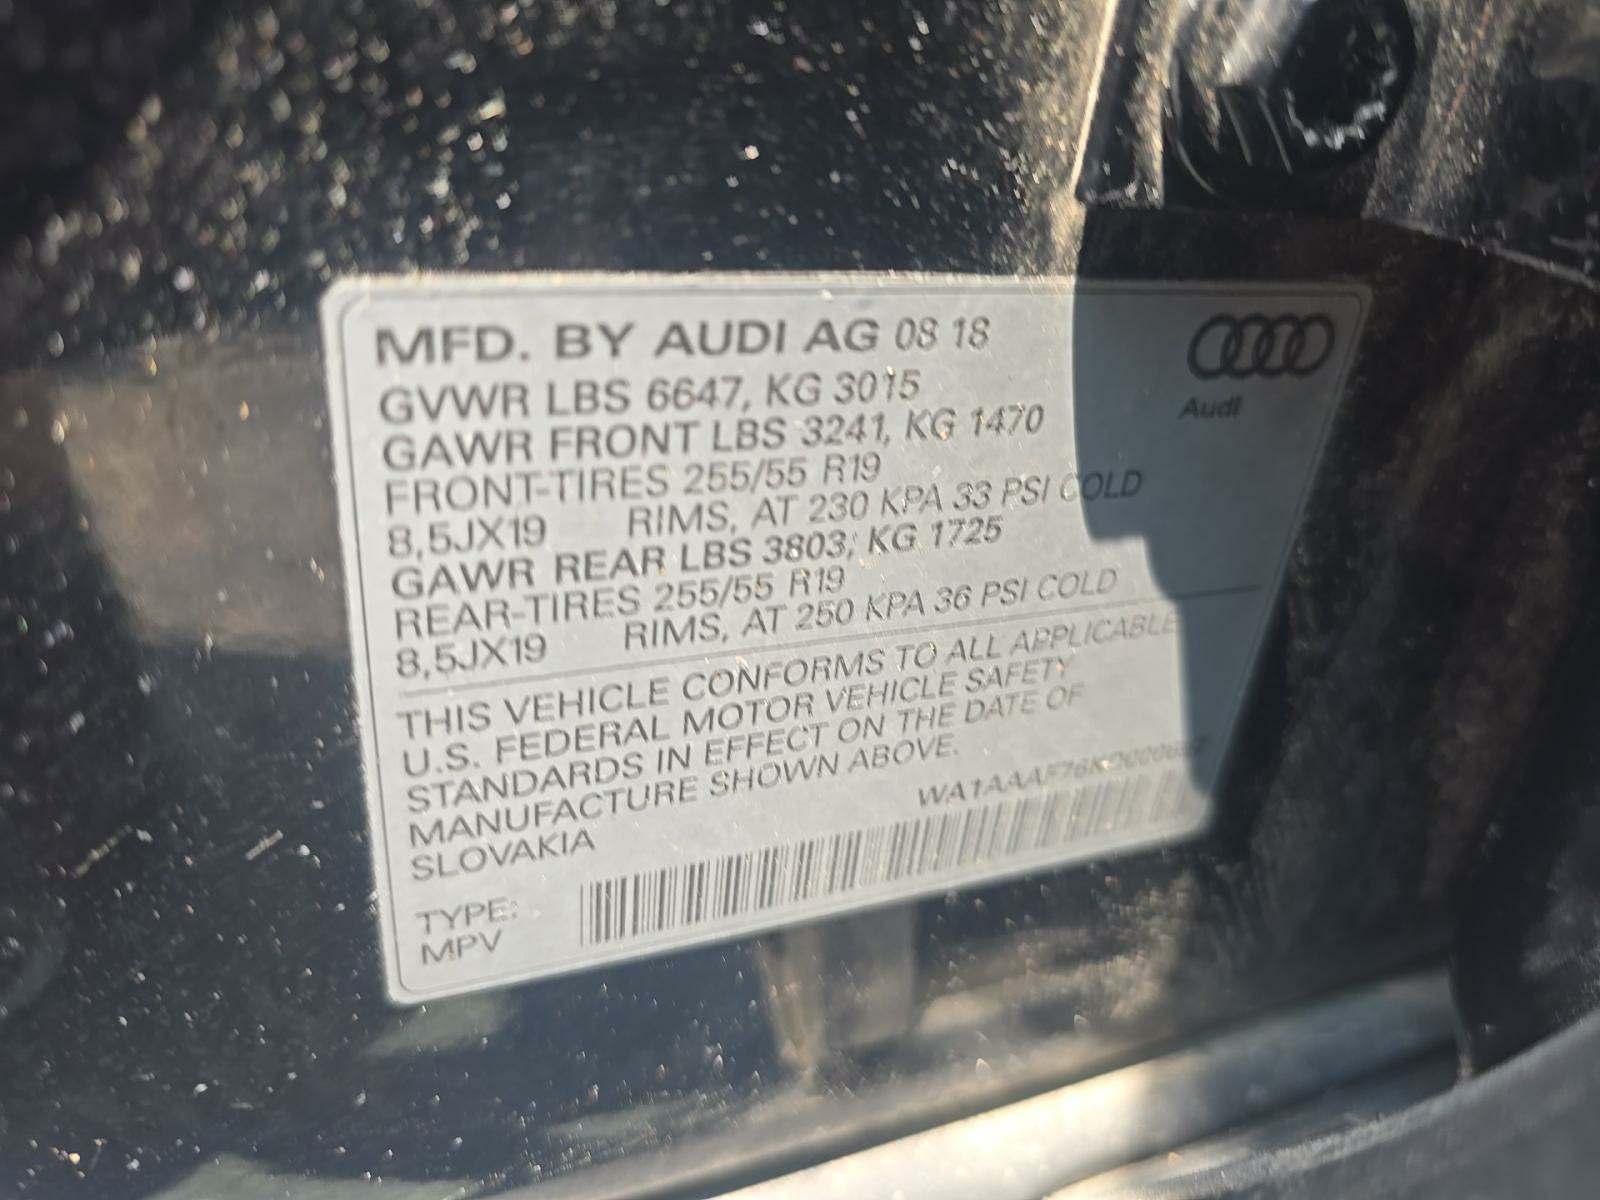 MFD. BY AUDI AG 08 18
GVWR LBS 6647, KG 3015
GAWR FRONT LBS 3241, KG 1470
FRONT-TIRES 255/55 R19
8,5JX19 RIMS, AT 230 KPA 33 PSI COLD
GAWR REAR LBS 3803, KG 1725
REAR-TIRES 255/55 R19
8,5JX19 RIMS, AT 250 KPA 36 PSI COLD
THIS VEHICLE CONFORMS TO ALL APPLICABLE
U.S. FEDERAL MOTOR VEHICLE SAFETY
STANDARDS IN EFFECT ON THE DATE OF
MANUFACTURE SHOWN ABOVE.
SLOVAKIA
TYPE:
MPV
Audi